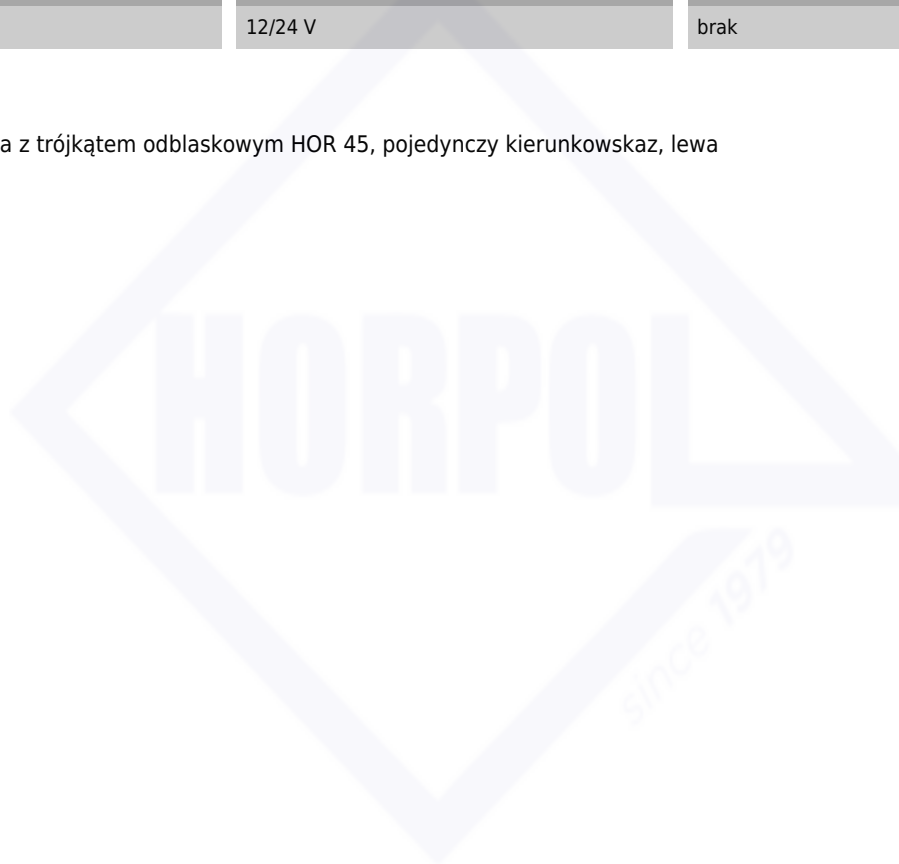 12/24 V brak
a z trójkątem odblaskowym HOR 45, pojedynczy kierunkowskaz, lewa
HORPOL
since 1979